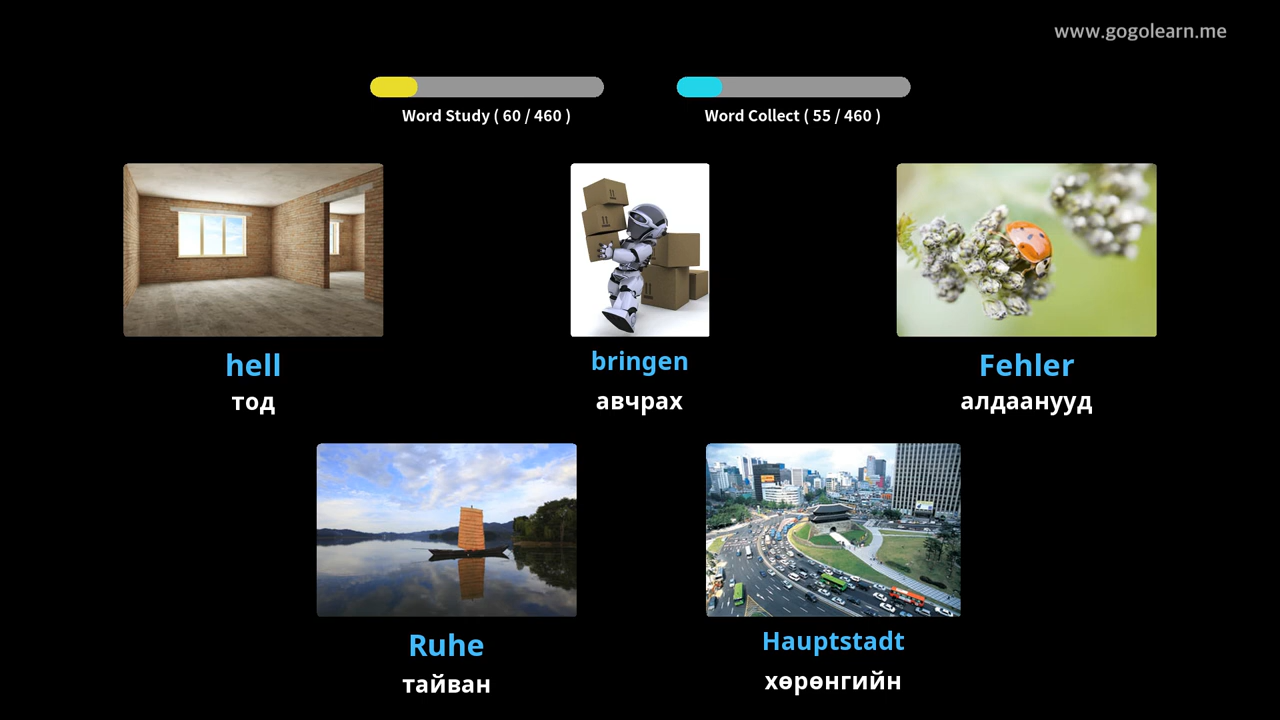 www.gogolearn.me
Word Study ( 60 / 460 )
Word Collect ( 55 / 460 )
hell
тод
bringen
авчрах
Fehler
алдаанууд
Ruhe
тайван
Hauptstadt
хөрөнгийн